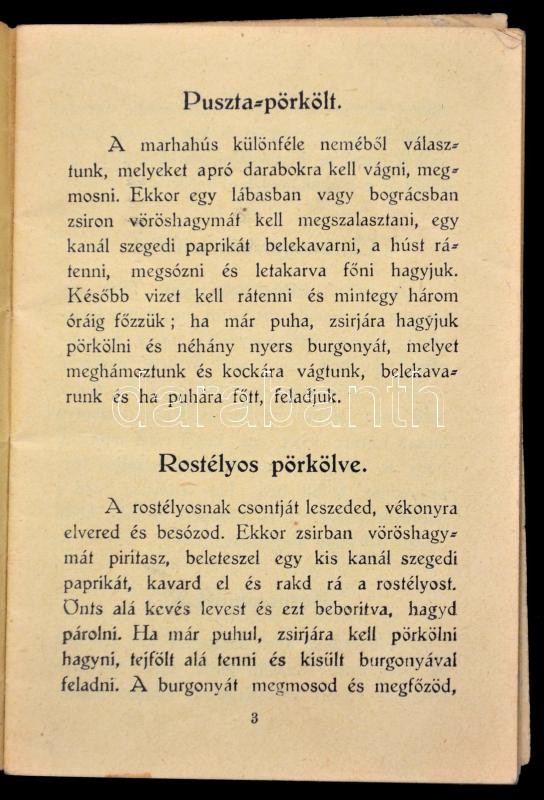 Puszta=pörkölt.
A marhahús különféle neméből válasz=
tunk, melyeket apró darabokra kell vágni, meg=
mosni. Ekkor egy lábasban vagy bográcsban
zsiron vöröshagymát kell megszalasztani, egy
kanál szegedi paprikát belekavarni, a húst rá=
tenni, megsózni és letakarva főni hagyjuk.
Később vizet kell rátenni és mintegy három
óráig főzzük; ha már puha, zsirjára hagyjuk
pörkölni és néhány nyers burgonyát, melyet
meghámoztunk és kockára vágtunk, belekava=
runk és ha puhára főtt, feladjuk.
darabanth
Rostélyos pörkölve.
A rostélyosnak csontját leszeded, vékonyra
elvered és besózod. Ekkor zsirban vöröshagy=
mát piritasz, beleteszel egy kis kanál szegedi
paprikát, kavard el és rakd rá a rostélyost.
Önts alá kevés levest és ezt beboritva, hagyd
párolni. Ha már puhul, zsirjára kell pörkölni
hagyni, tejfölt alá tenni és kisült burgonyával
feladni. A burgonyát megmosod és megfőzöd,
3